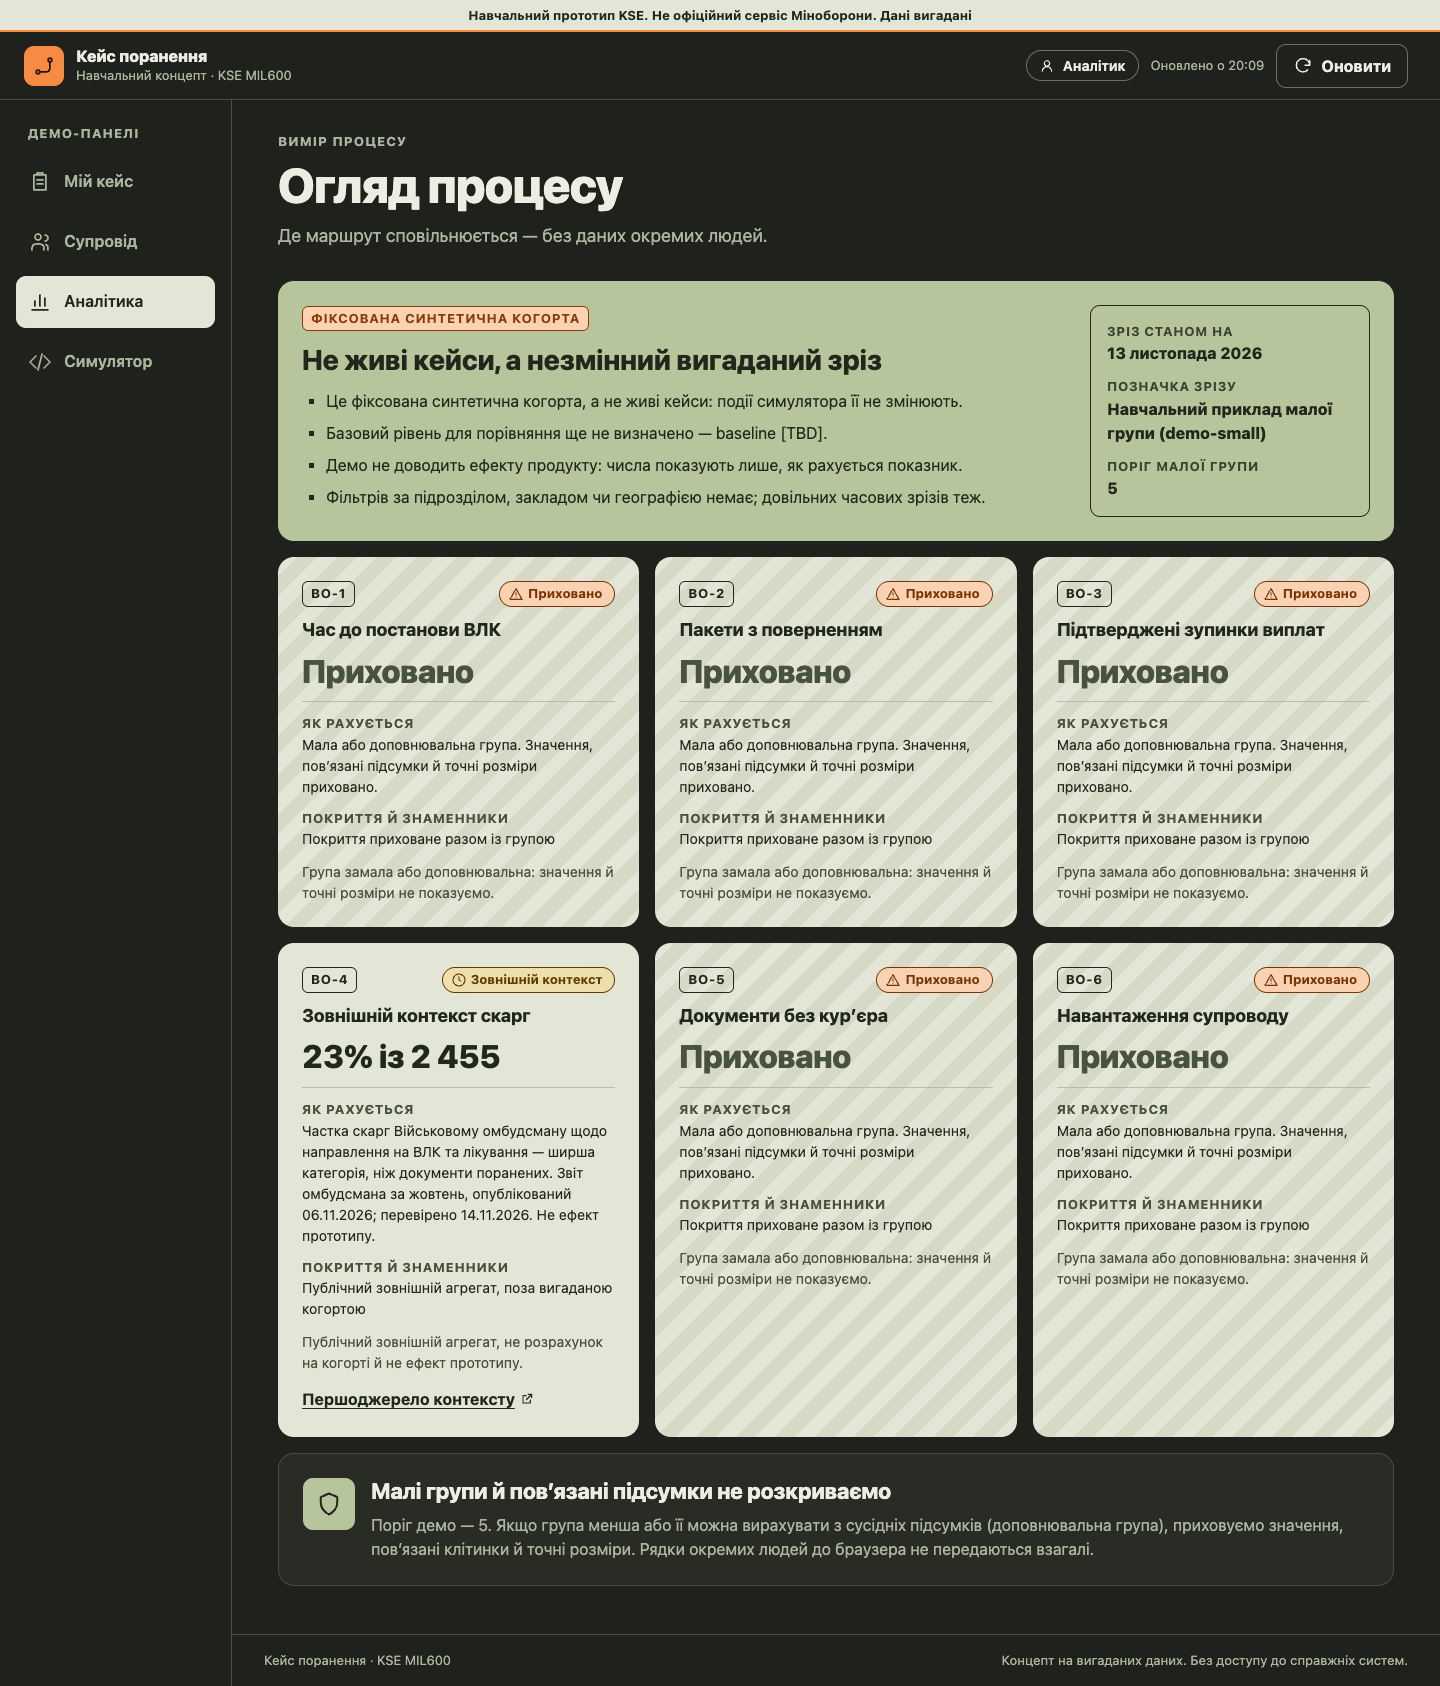 Навчальний прототип KSE. Не офіційний сервіс Міноборони. Дані вигадані
Кейс поранення
Навчальний концепт · KSE MIL600
Аналітик
Оновлено о 20:09
Оновити
ДЕМО-ПАНЕЛІ
Мій кейс
Супровід
Аналітика
Симулятор
ВИМІР ПРОЦЕСУ
Огляд процесу
Де маршрут сповільнюється — без даних окремих людей.
ФІКСОВАНА СИНТЕТИЧНА КОГОРТА
Не живі кейси, а незмінний вигаданий зріз
▪ Це фіксована синтетична когорта, а не живі кейси: події симулятора її не змінюють.
▪ Базовий рівень для порівняння ще не визначено — baseline [TBD].
▪ Демо не доводить ефекту продукту: числа показують лише, як рахується показник.
▪ Фільтрів за підрозділом, закладом чи географією немає; довільних часових зрізів теж.
ЗРІЗ СТАНОМ НА
13 листопада 2026
ПОЗНАЧКА ЗРІЗУ
Навчальний приклад малої
групи (demo-small)
ПОРІГ МАЛОЇ ГРУПИ
5
BO-1
Приховано
Час до постанови ВЛК
Приховано
ЯК РАХУЄТЬСЯ
Мала або доповнювальна група. Значення,
пов’язані підсумки й точні розміри
приховано.
ПОКРИТТЯ Й ЗНАМЕННИКИ
Покриття приховане разом із групою
Група замала або доповнювальна: значення й
точні розміри не показуємо.
BO-2
Приховано
Пакети з поверненням
Приховано
ЯК РАХУЄТЬСЯ
Мала або доповнювальна група. Значення,
пов’язані підсумки й точні розміри
приховано.
ПОКРИТТЯ Й ЗНАМЕННИКИ
Покриття приховане разом із групою
Група замала або доповнювальна: значення й
точні розміри не показуємо.
BO-3
Приховано
Підтверджені зупинки виплат
Приховано
ЯК РАХУЄТЬСЯ
Мала або доповнювальна група. Значення,
пов’язані підсумки й точні розміри
приховано.
ПОКРИТТЯ Й ЗНАМЕННИКИ
Покриття приховане разом із групою
Група замала або доповнювальна: значення й
точні розміри не показуємо.
BO-4
Зовнішній контекст
Зовнішній контекст скарг
23% із 2 455
ЯК РАХУЄТЬСЯ
Частка скарг Військовому омбудсману щодо
направлення на ВЛК та лікування — ширша
категорія, ніж документи поранених. Звіт
омбудсмана за жовтень, опублікований
06.11.2026; перевірено 14.11.2026. Не ефект
прототипу.
ПОКРИТТЯ Й ЗНАМЕННИКИ
Публічний зовнішній агрегат, поза вигаданою
когортою
Публічний зовнішній агрегат, не розрахунок
на когорті й не ефект прототипу.
Першоджерело контексту
BO-5
Приховано
Документи без кур’єра
Приховано
ЯК РАХУЄТЬСЯ
Мала або доповнювальна група. Значення,
пов’язані підсумки й точні розміри
приховано.
ПОКРИТТЯ Й ЗНАМЕННИКИ
Покриття приховане разом із групою
Група замала або доповнювальна: значення й
точні розміри не показуємо.
BO-6
Приховано
Навантаження супроводу
Приховано
ЯК РАХУЄТЬСЯ
Мала або доповнювальна група. Значення,
пов’язані підсумки й точні розміри
приховано.
ПОКРИТТЯ Й ЗНАМЕННИКИ
Покриття приховане разом із групою
Група замала або доповнювальна: значення й
точні розміри не показуємо.
Малі групи й пов’язані підсумки не розкриваємо
Поріг демо — 5. Якщо група менша або її можна вирахувати з сусідніх підсумків (доповнювальна група), приховуємо значення,
пов’язані клітинки й точні розміри. Рядки окремих людей до браузера не передаються взагалі.
Кейс поранення · KSE MIL600
Концепт на вигаданих даних. Без доступу до справжніх систем.